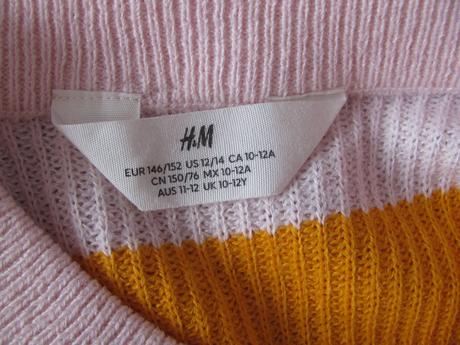 H&M
EUR 146/152 US 12/14 CA 10-12A
CN 150/76 MX 10-12A
AUS 11-12 UK 10-12Y